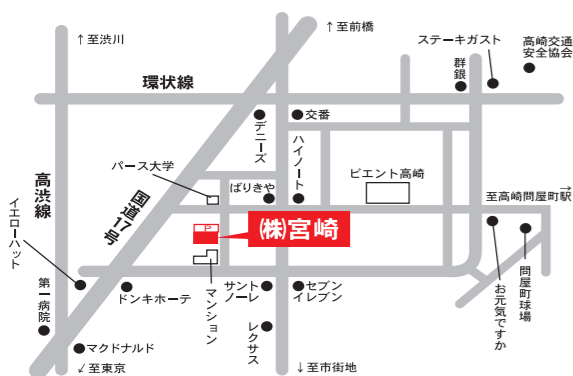 ↑至渋川
↑至前橋
ステーキガスト
高崎交通
安全協会
群銀
環状線
デニーズ
交番
ハイノート
パース大学
ばりきや
ビエント高崎
高渋線
イエローハット
国道17号
至高崎問屋町駅→
P
㈱宮崎
第一病院
ドンキホーテ
マンション
サント
ノーレ
セブン
イレブン
お元気ですか
問屋町球場
レクサス
マクドナルド
↙至東京
↓至市街地